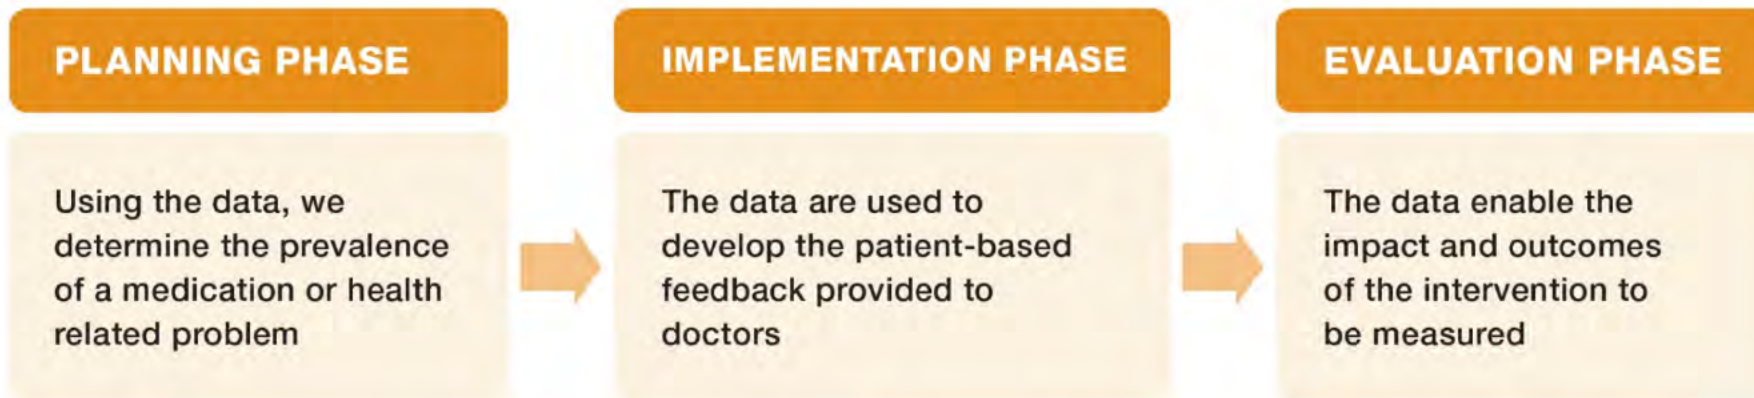 PLANNING PHASE
Using the data, we
determine the prevalence
of a medication or health
related problem
IMPLEMENTATION PHASE
The data are used to
develop the patient-based
feedback provided to
doctors
EVALUATION PHASE
The data enable the
impact and outcomes
of the intervention to
be measured